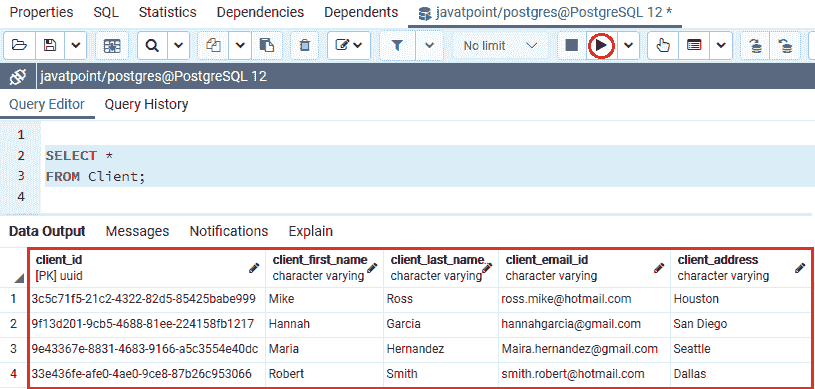 Properties SQL Statistics Dependencies Dependents javatpoint/postgres@PostgreSQL 12 *
No limit
javatpoint/postgres@PostgreSQL 12
Query Editor Query History
1
2 SELECT *
3 FROM Client;
4
Data Output Messages Notifications Explain
client_id client_first_name client_last_name client_email_id client_address
[PK] uuid character varying character varying character varying character varying
1 3c5c71f5-21c2-4322-82d5-85425babe999 Mike Ross ross.mike@hotmail.com Houston
2 9f13d201-9cb5-4688-81ee-224158fb1217 Hannah Garcia hannahgarcia@gmail.com San Diego
3 9e43367e-8831-4683-9166-a5c3554e40dc Maria Hernandez Maira.hernandez@gmail.com Seattle
4 33e436fe-afe0-4ae0-9ce8-87b26c953066 Robert Smith smith.robert@hotmail.com Dallas